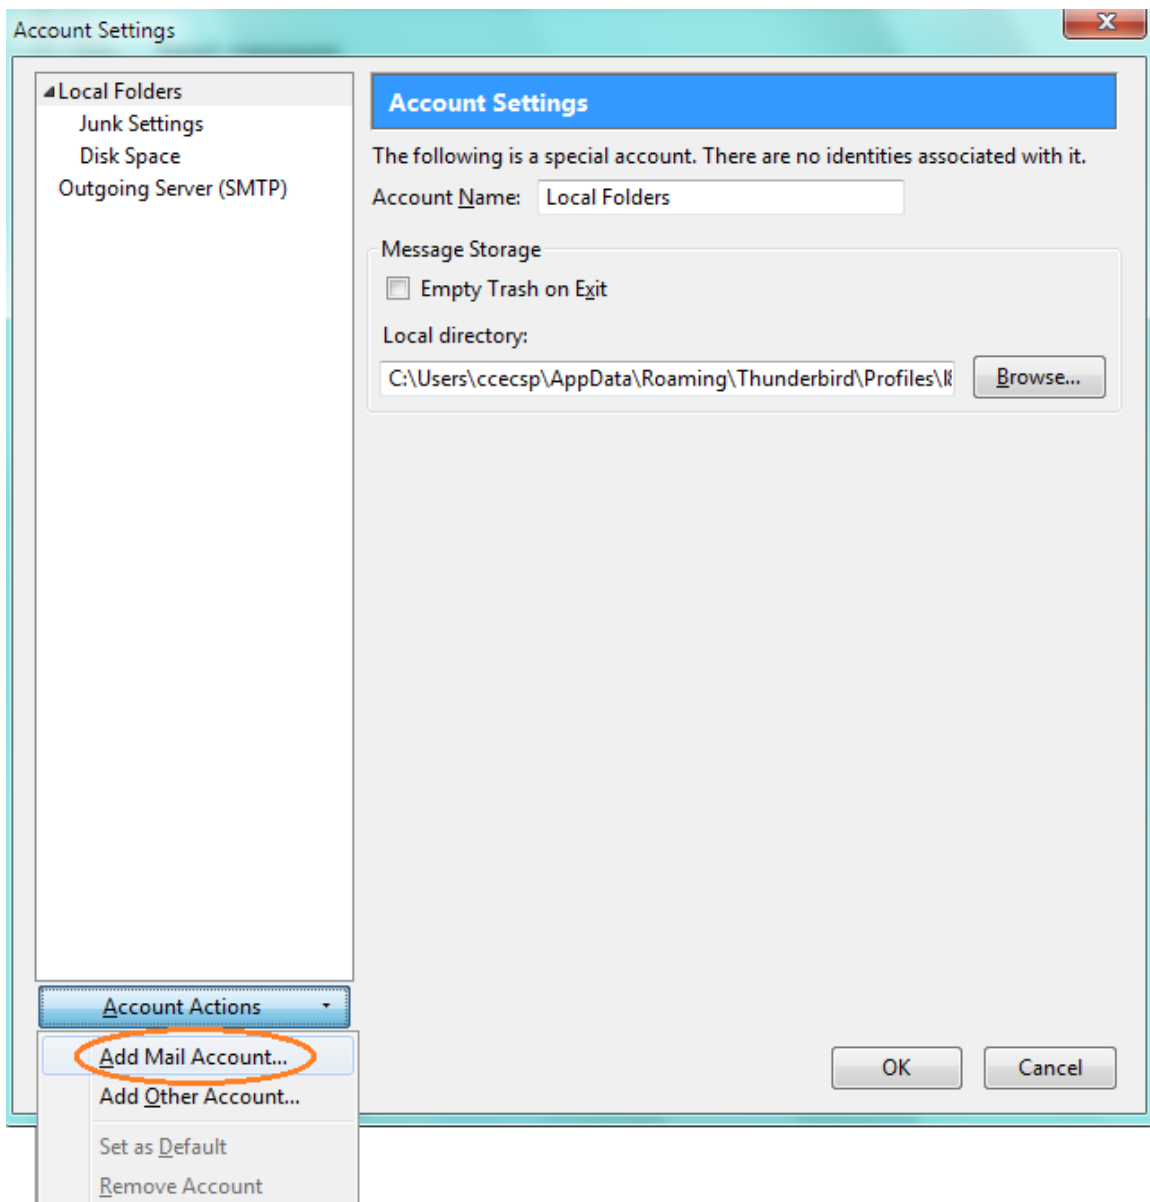 Account Settings
Local Folders
Junk Settings
Disk Space
Outgoing Server (SMTP)
Account Settings
The following is a special account. There are no identities associated with it.
Account Name: Local Folders
Message Storage
Empty Trash on Exit
Local directory:
C:\Users\ccecsp\AppData\Roaming\Thunderbird\Profiles\ Browse...
Account Actions
Add Mail Account...
Add Other Account...
Set as Default
Remove Account
OK Cancel